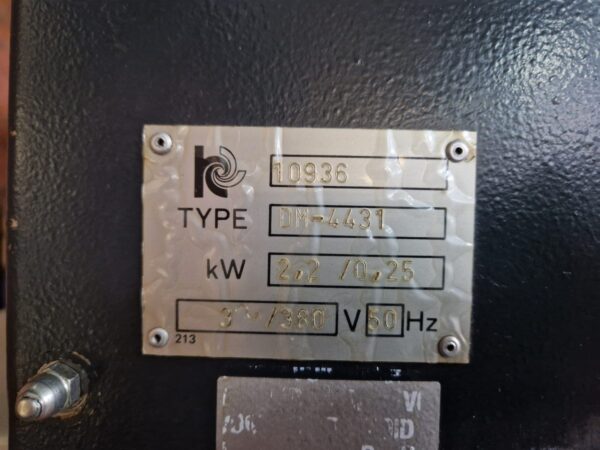 10936
TYPE DM-4431
kW 2,2 /0,25
3~/380 V 50 Hz
213